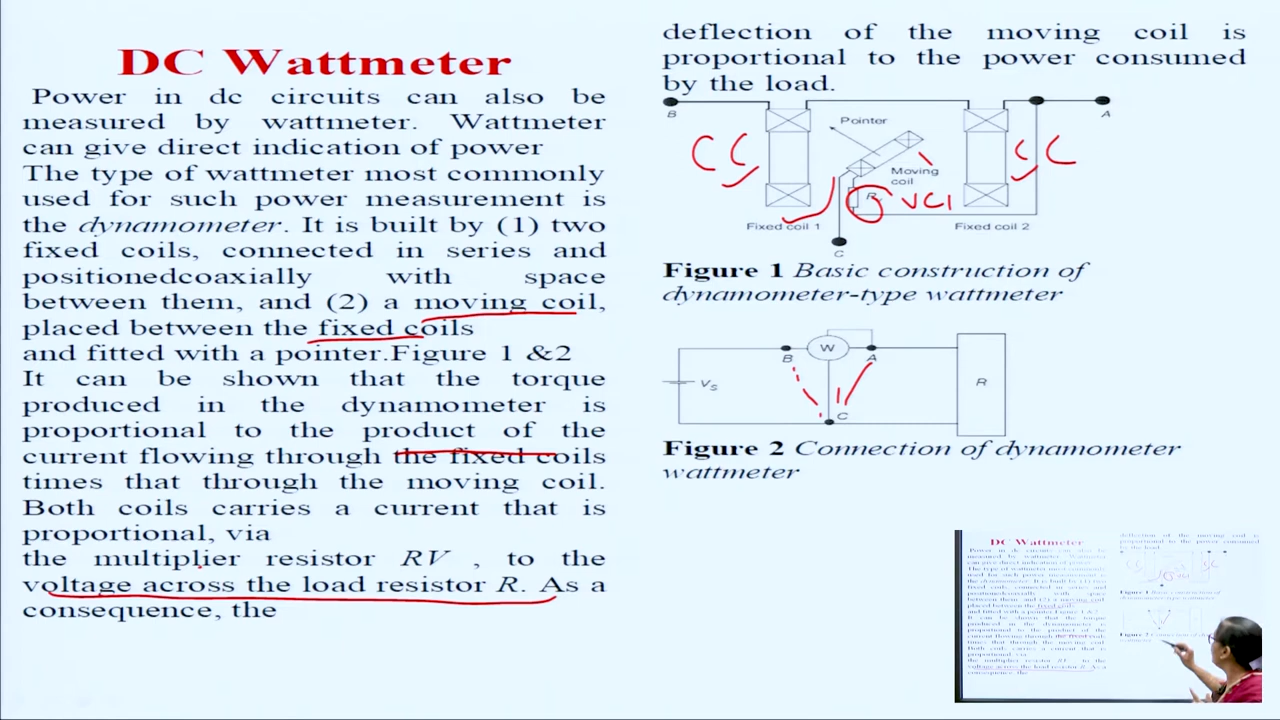 DC Wattmeter
Power in dc circuits can also be
measured by wattmeter. Wattmeter
can give direct indication of power
The type of wattmeter most commonly
used for such power measurement is
the dynamometer. It is built by (1) two
fixed coils, connected in series and
positionedcoaxially with space
between them, and (2) a moving coil,
placed between the fixed coils
and fitted with a pointer.Figure 1 &2
It can be shown that the torque
produced in the dynamometer is
proportional to the product of the
current flowing through the fixed coils
times that through the moving coil.
Both coils carries a current that is
proportional, via
the multiplier resistor RV , to the
voltage across the load resistor R. As a
consequence, the
deflection of the moving coil is
proportional to the power consumed
by the load.
B
A
Pointer
CC
CC
Moving
coil
VCI
Fixed coil 1
Fixed coil 2
C
Figure 1 Basic construction of
dynamometer-type wattmeter
W
B
A
VS
R
C
Figure 2 Connection of dynamometer
wattmeter